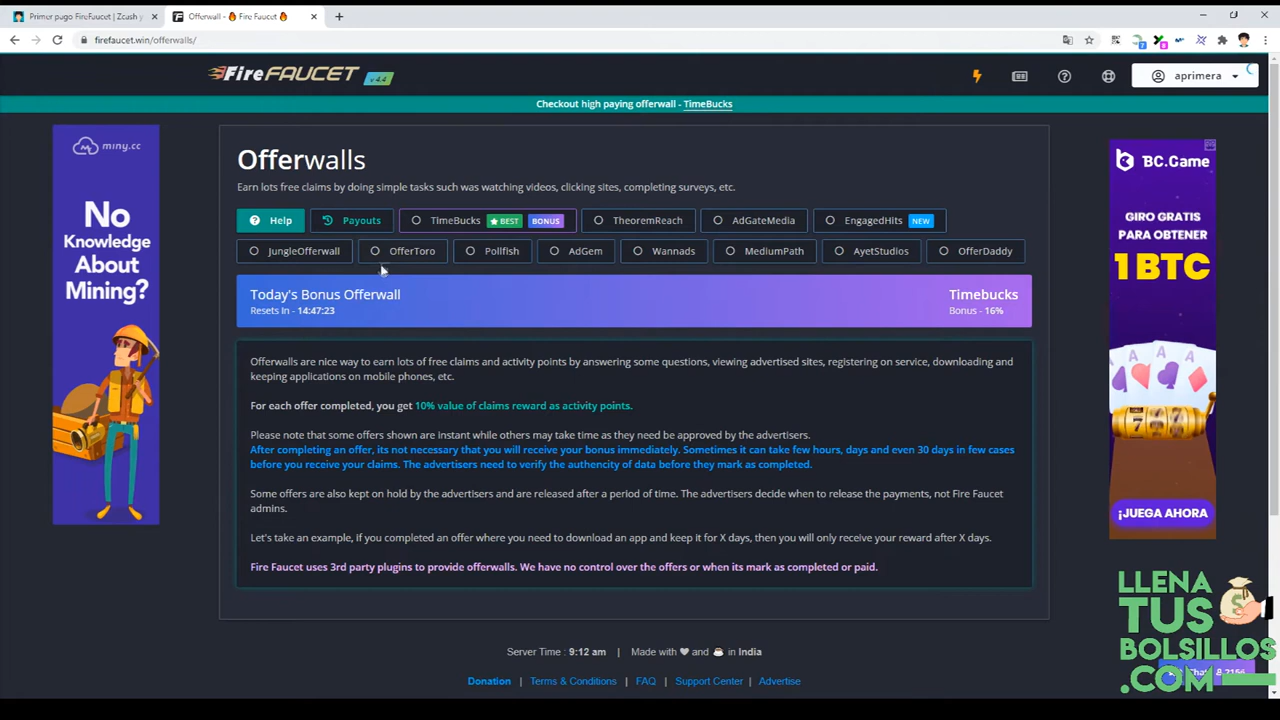 Primer pago FireFaucet | Zcash y
Offerwall - 🔥 Fire Faucet 🔥
firefaucet.win/offerwalls/
FireFAUCET v 4.4
aprimera
Checkout high paying offerwall - TimeBucks
miny.cc
No
Knowledge
About
Mining?
Offerwalls
Earn lots free claims by doing simple tasks such was watching videos, clicking sites, completing surveys, etc.
Help
Payouts
TimeBucks ★ BEST BONUS
TheoremReach
AdGateMedia
EngagedHits NEW
JungleOfferwall
OfferToro
Pollfish
AdGem
Wannads
MediumPath
AyetStudios
OfferDaddy
Today's Bonus Offerwall
Resets In - 14:47:23
Timebucks
Bonus - 16%
Offerwalls are nice way to earn lots of free claims and activity points by answering some questions, viewing advertised sites, registering on service, downloading and
keeping applications on mobile phones, etc.
For each offer completed, you get 10% value of claims reward as activity points.
Please note that some offers shown are instant while others may take time as they need be approved by the advertisers.
After completing an offer, its not necessary that you will receive your bonus immediately. Sometimes it can take few hours, days and even 30 days in few cases
before you receive your claims. The advertisers need to verify the authencity of data before they mark as completed.
Some offers are also kept on hold by the advertisers and are released after a period of time. The advertisers decide when to release the payments, not Fire Faucet
admins.
Let's take an example, if you completed an offer where you need to download an app and keep it for X days, then you will only receive your reward after X days.
Fire Faucet uses 3rd party plugins to provide offerwalls. We have no control over the offers or when its mark as completed or paid.
BC.Game
GIRO GRATIS
PARA OBTENER
1 BTC
¡JUEGA AHORA
Server Time : 9:12 am | Made with ❤ and ☕ in India
Donation | Terms & Conditions | FAQ | Support Center | Advertise
LLENA
TUS
BOLSILLOS
.COM